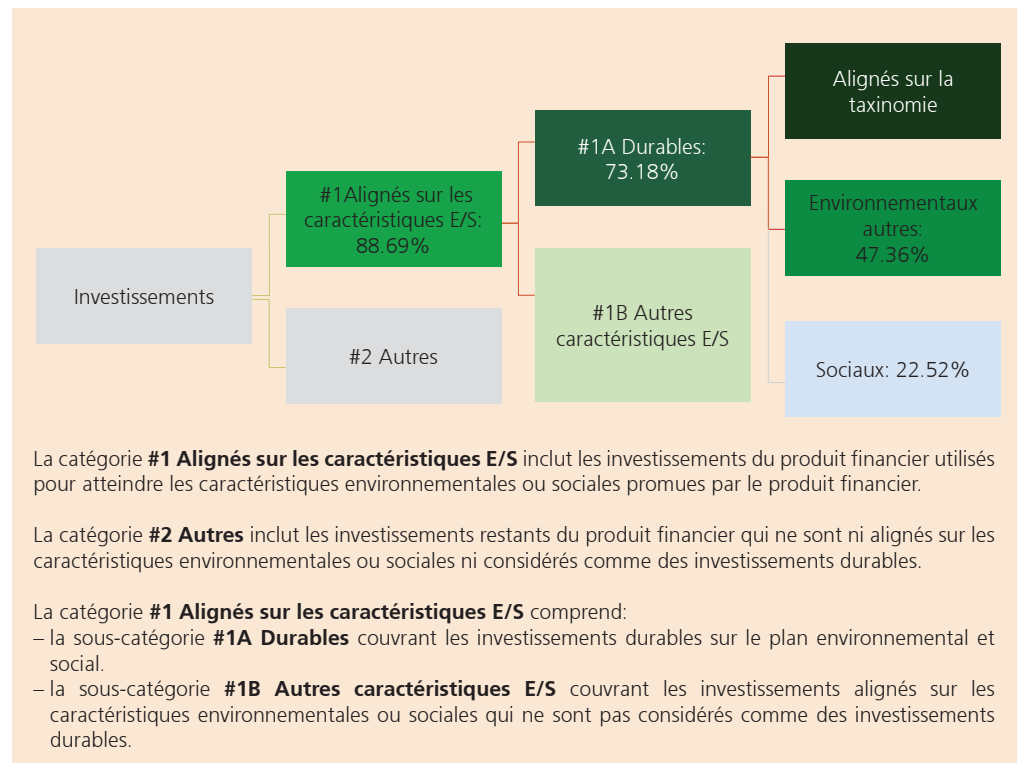 Investissements
#1Alignés sur les
caractéristiques E/S:
88.69%
#2 Autres
#1A Durables:
73.18%
#1B Autres
caractéristiques E/S
Alignés sur la
taxinomie
Environnementaux
autres:
47.36%
Sociaux: 22.52%
La catégorie #1 Alignés sur les caractéristiques E/S inclut les investissements du produit financier utilisés
pour atteindre les caractéristiques environnementales ou sociales promues par le produit financier.
La catégorie #2 Autres inclut les investissements restants du produit financier qui ne sont ni alignés sur les
caractéristiques environnementales ou sociales ni considérés comme des investissements durables.
La catégorie #1 Alignés sur les caractéristiques E/S comprend:
– la sous-catégorie #1A Durables couvrant les investissements durables sur le plan environnemental et
social.
– la sous-catégorie #1B Autres caractéristiques E/S couvrant les investissements alignés sur les
caractéristiques environnementales ou sociales qui ne sont pas considérés comme des investissements
durables.